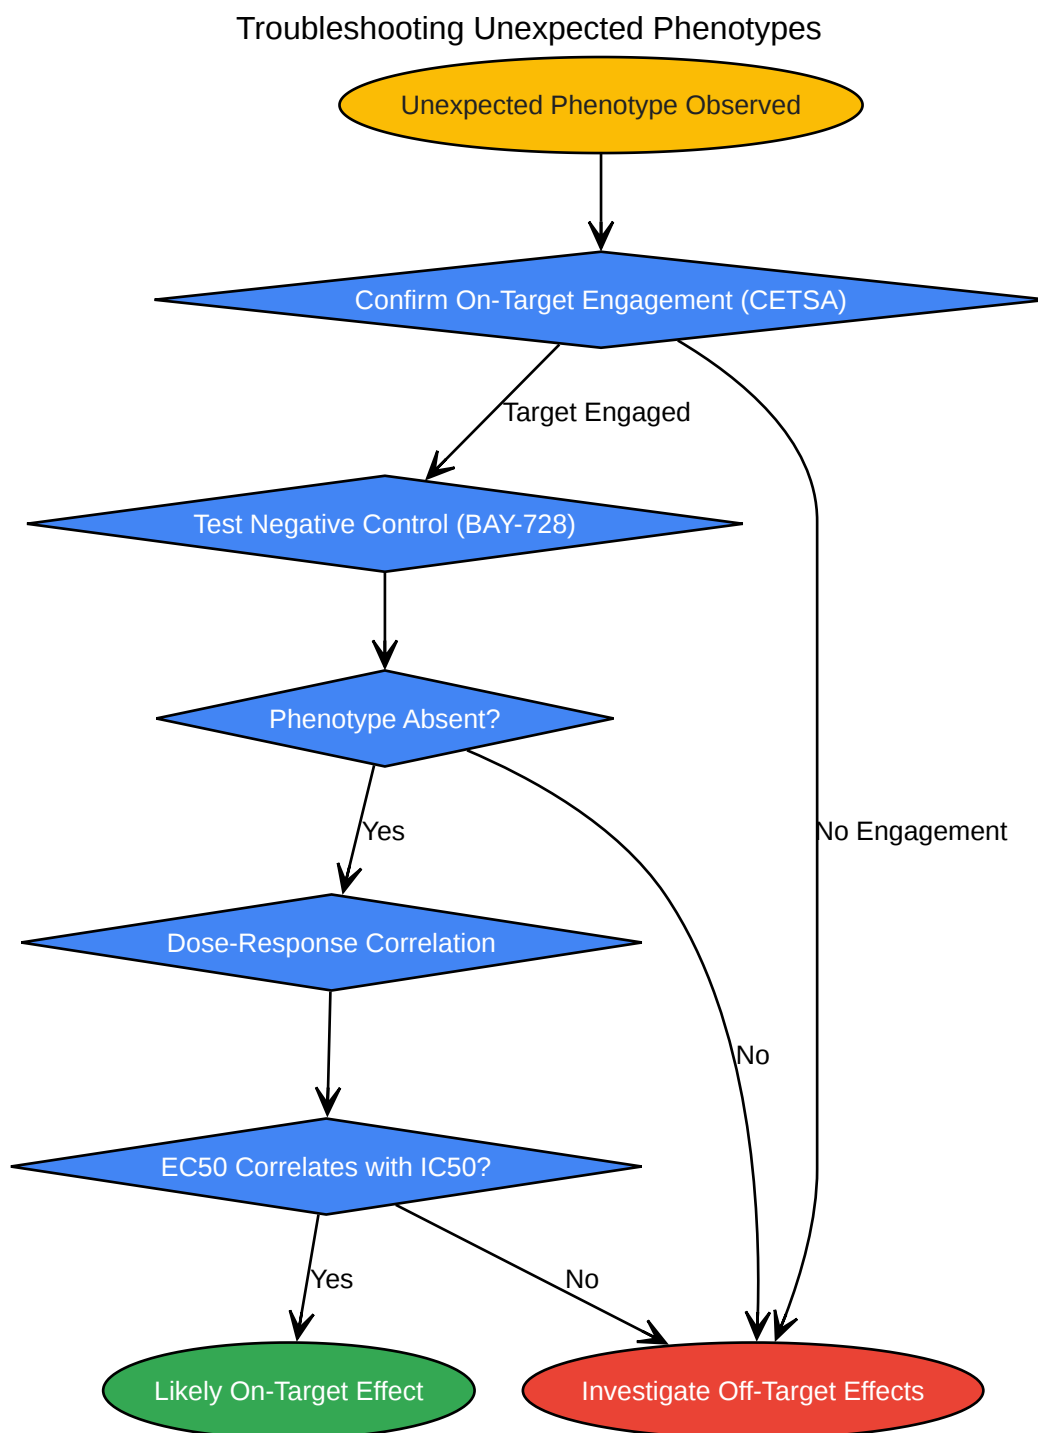 Troubleshooting Unexpected Phenotypes
Unexpected Phenotype Observed
Confirm On-Target Engagement (CETSA)
Target Engaged
Test Negative Control (BAY-728)
Phenotype Absent?
Yes
No Engagement
Dose-Response Correlation
No
EC50 Correlates with IC50?
Yes
No
Likely On-Target Effect
Investigate Off-Target Effects